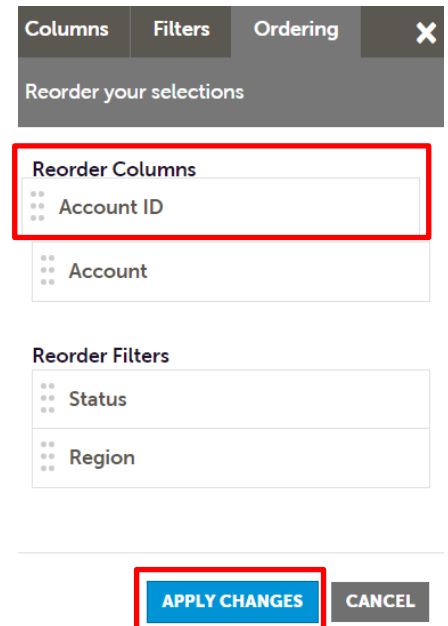 Columns Filters Ordering
Reorder your selections
Reorder Columns
Account ID
Account
Reorder Filters
Status
Region
APPLY CHANGES CANCEL